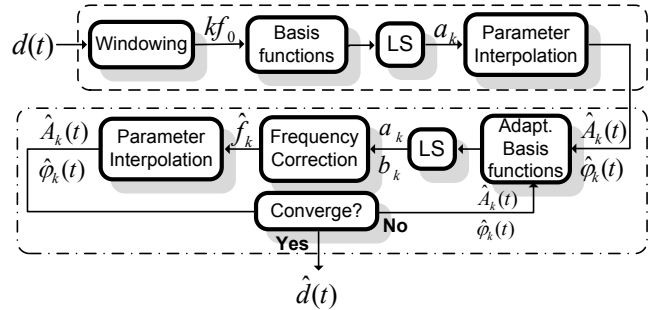 d(t)
Windowing
kf₀
Basis
functions
LS
aₖ
Parameter
Interpolation
Âₖ(t)
φ̂ₖ(t)
Parameter
Interpolation
f̂ₖ
Frequency
Correction
aₖ
bₖ
LS
Adapt.
Basis
functions
Âₖ(t)
φ̂ₖ(t)
Converge?
No
Âₖ(t)
φ̂ₖ(t)
Yes
d̂(t)